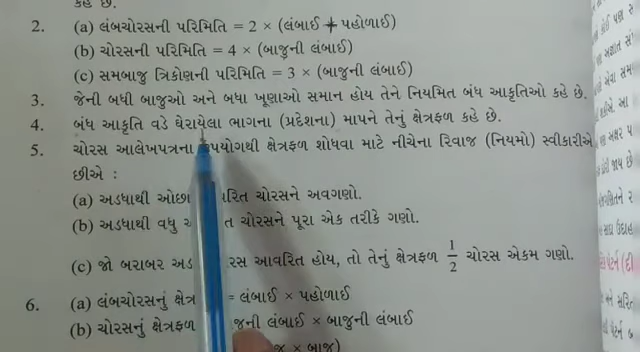 કહે છે.
2. (a) લંબચોરસની પરિમિતિ = 2 × (લંબાઈ + પહોળાઈ)
(b) ચોરસની પરિમિતિ = 4 × (બાજુની લંબાઈ)
(c) સમબાજુ ત્રિકોણની પરિમિતિ = 3 × (બાજુની લંબાઈ)
3. જેની બધી બાજુઓ અને બધા ખૂણાઓ સમાન હોય તેને નિયમિત બંધ આકૃતિઓ કહે છે.
4. બંધ આકૃતિ વડે ઘેરાયેલા ભાગના (પ્રદેશના) માપને તેનું ક્ષેત્રફળ કહે છે.
5. ચોરસ આલેખપત્રના ઉપયોગથી ક્ષેત્રફળ શોધવા માટે નીચેના રિવાજ (નિયમો) સ્વીકારીએ
છીએ :
(a) અડધાથી ઓછા ચોરસને અવગણો.
(b) અડધાથી વધુ ચોરસને પૂરા એક તરીકે ગણો.
(c) જો બરાબર આવરિત હોય, તો તેનું ક્ષેત્રફળ 1/2 ચોરસ એકમ ગણો.
6. (a) લંબચોરસનું = લંબાઈ × પહોળાઈ
(b) ચોરસનું ક્ષેત્રફળ લંબાઈ × બાજુની લંબાઈ
× બાજુ)